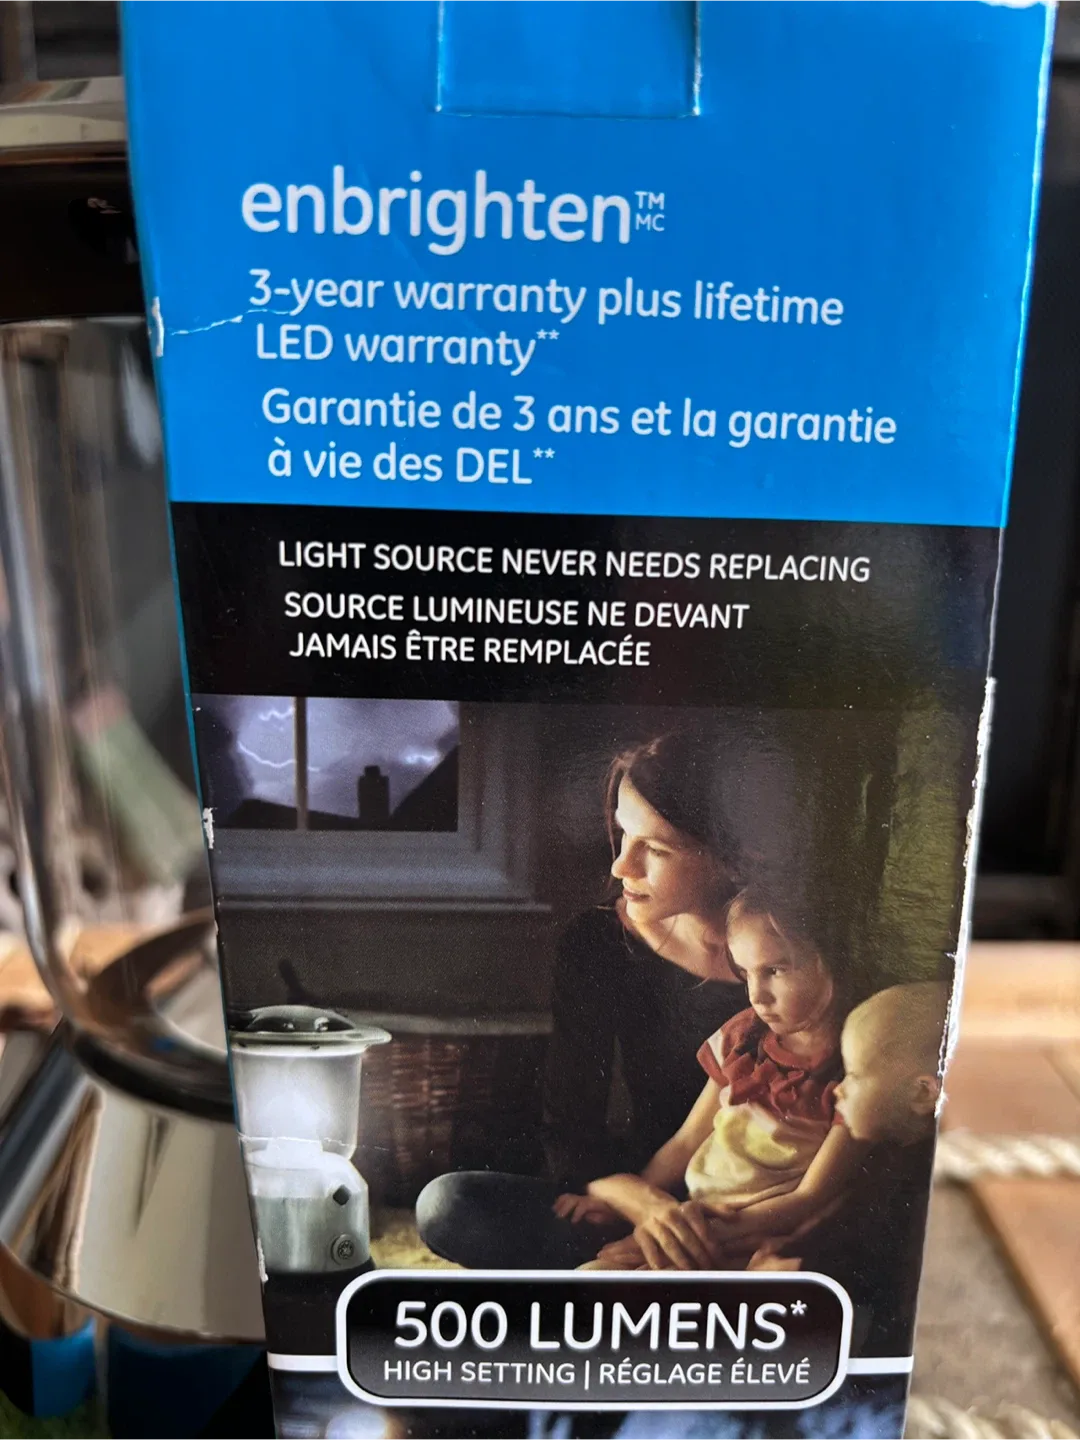 enbrighten™ MC
3-year warranty plus lifetime
LED warranty**
Garantie de 3 ans et la garantie
à vie des DEL**
LIGHT SOURCE NEVER NEEDS REPLACING
SOURCE LUMINEUSE NE DEVANT
JAMAIS ÊTRE REMPLACÉE
500 LUMENS*
HIGH SETTING | RÉGLAGE ÉLEVÉ